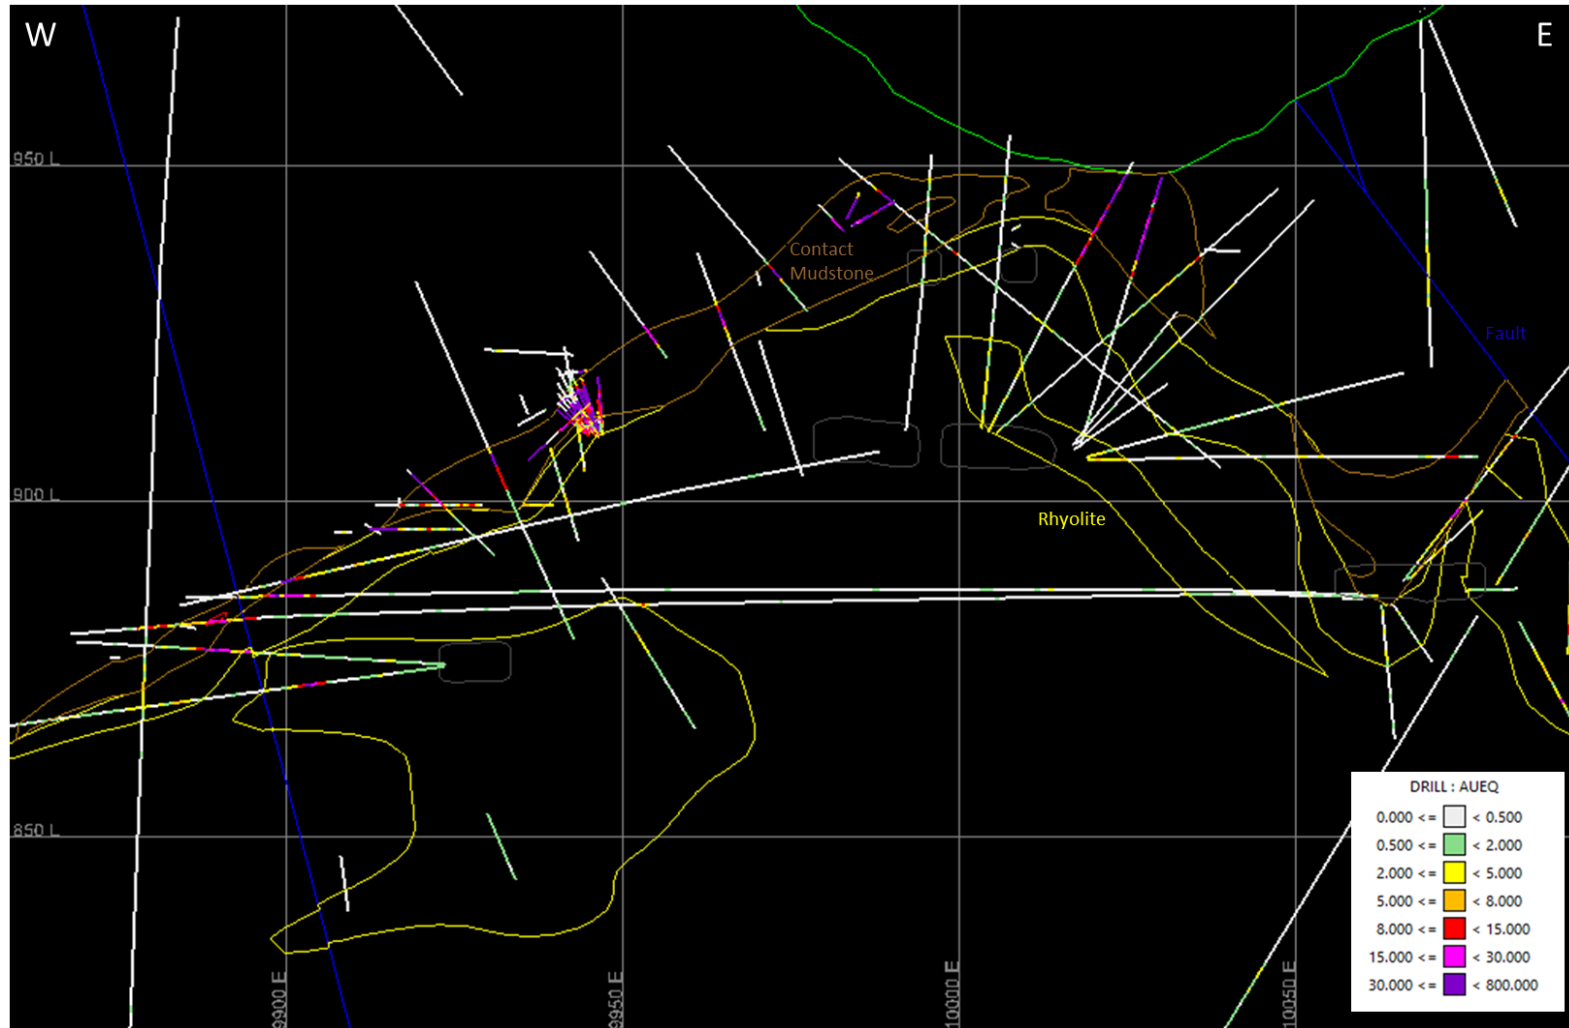 W
E
950 L
Contact
Mudstone
Fault
900 L
Rhyolite
850 L
9900 E
9950 E
10000 E
10050 E
DRILL : AUEQ
0.000 <= < 0.500
0.500 <= < 2.000
2.000 <= < 5.000
5.000 <= < 8.000
8.000 <= < 15.000
15.000 <= < 30.000
30.000 <= < 800.000